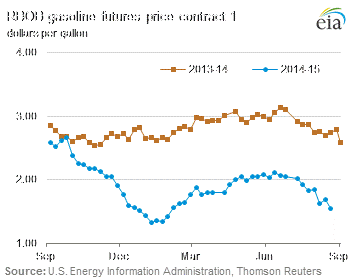 RBOB gasoline futures price contract 1
dollars per gallon
eia
4.00
2013-14
2014-15
3.00
2.00
1.00
Sep
Dec
Mar
Jun
Sep
Source: U.S. Energy Information Administration, Thomson Reuters